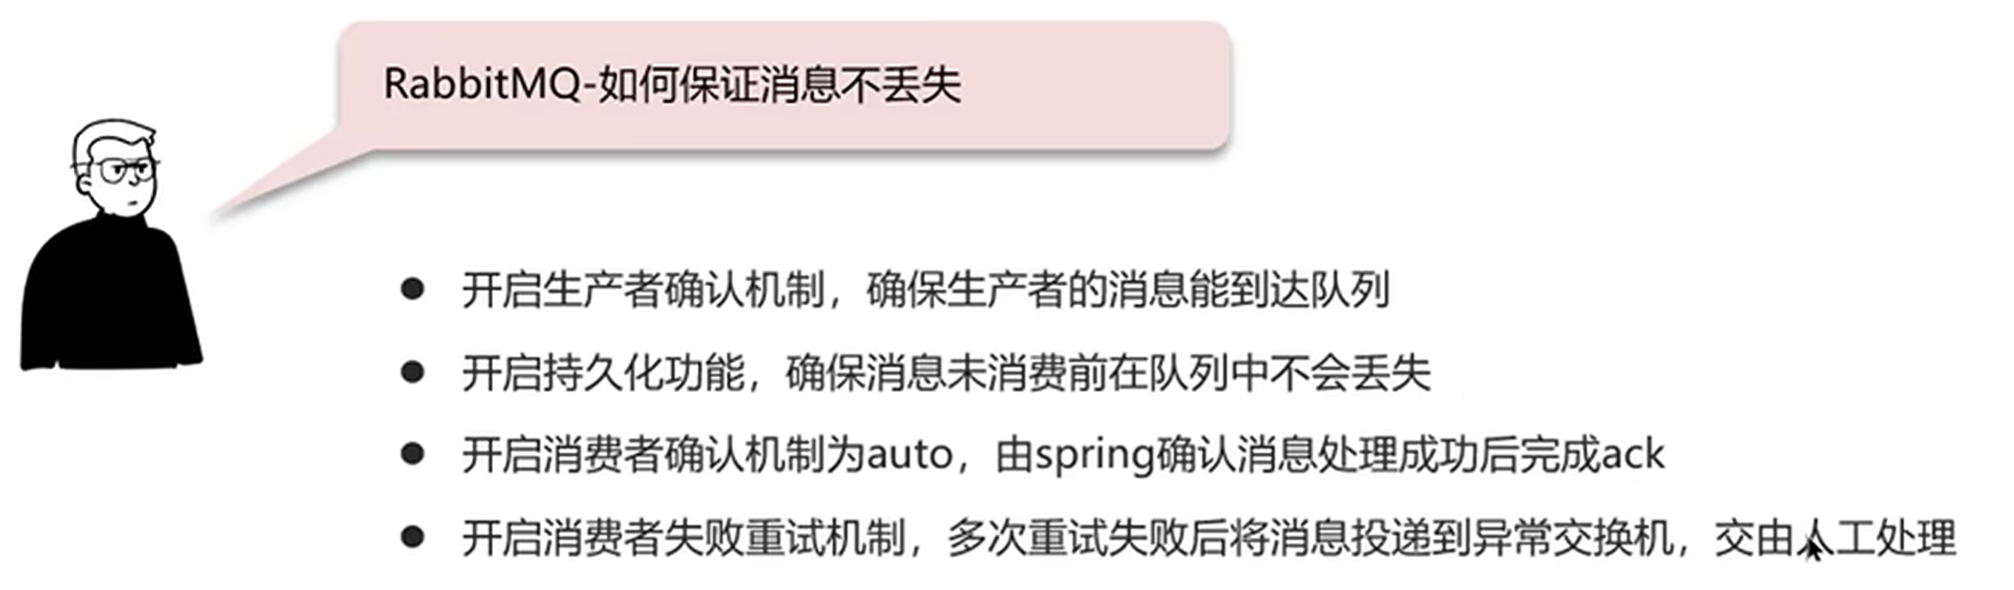 RabbitMQ-如何保证消息不丢失
● 开启生产者确认机制，确保生产者的消息能到达队列
● 开启持久化功能，确保消息未消费前在队列中不会丢失
● 开启消费者确认机制为auto，由spring确认消息处理成功后完成ack
● 开启消费者失败重试机制，多次重试失败后将消息投递到异常交换机，交由人工处理